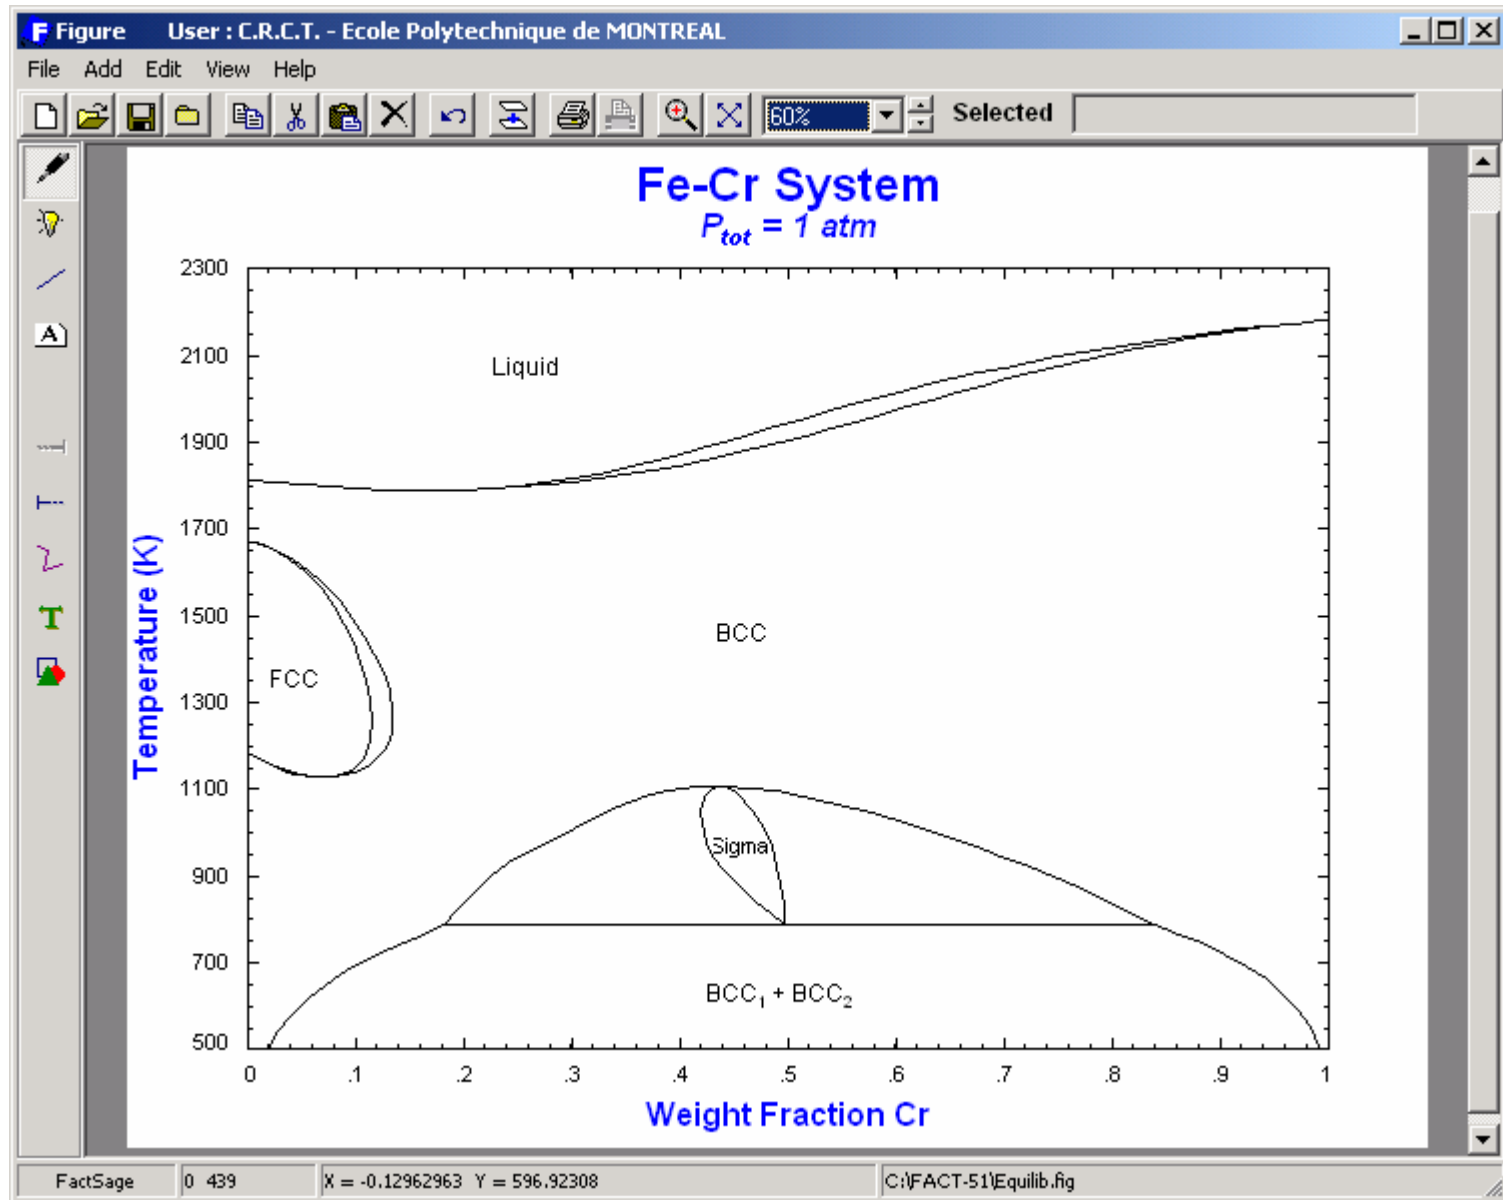 Figure User : C.R.C.T. - Ecole Polytechnique de MONTREAL
File Add Edit View Help
60% Selected
Fe-Cr System
Ptot = 1 atm
2300
2100
1900
1700
1500
1300
1100
900
700
500
Temperature (K)
Liquid
BCC
FCC
Sigma
BCC1 + BCC2
0 .1 .2 .3 .4 .5 .6 .7 .8 .9 1
Weight Fraction Cr
FactSage 0 439 X = -0.12962963 Y = 596.92308 C:\FACT-51\Equilib.fig